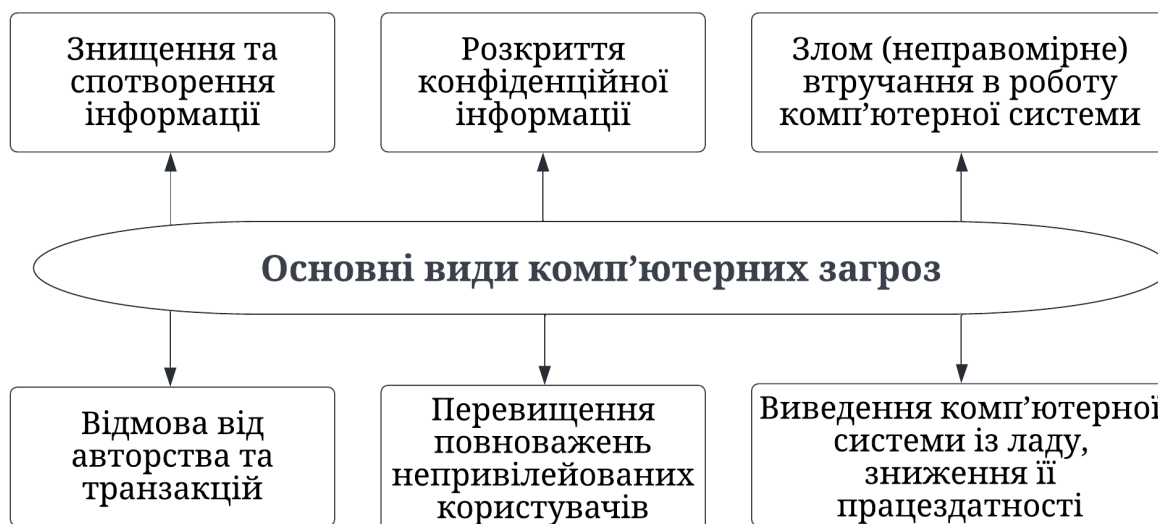 Знищення та
спотворення
інформації
Розкриття
конфіденційної
інформації
Злом (неправомірне)
втручання в роботу
комп’ютерної системи
Основні види комп’ютерних загроз
Відмова від
авторства та
транзакцій
Перевищення
повноважень
непривілейованих
користувачів
Виведення комп’ютерної
системи із ладу,
зниження її
працездатності